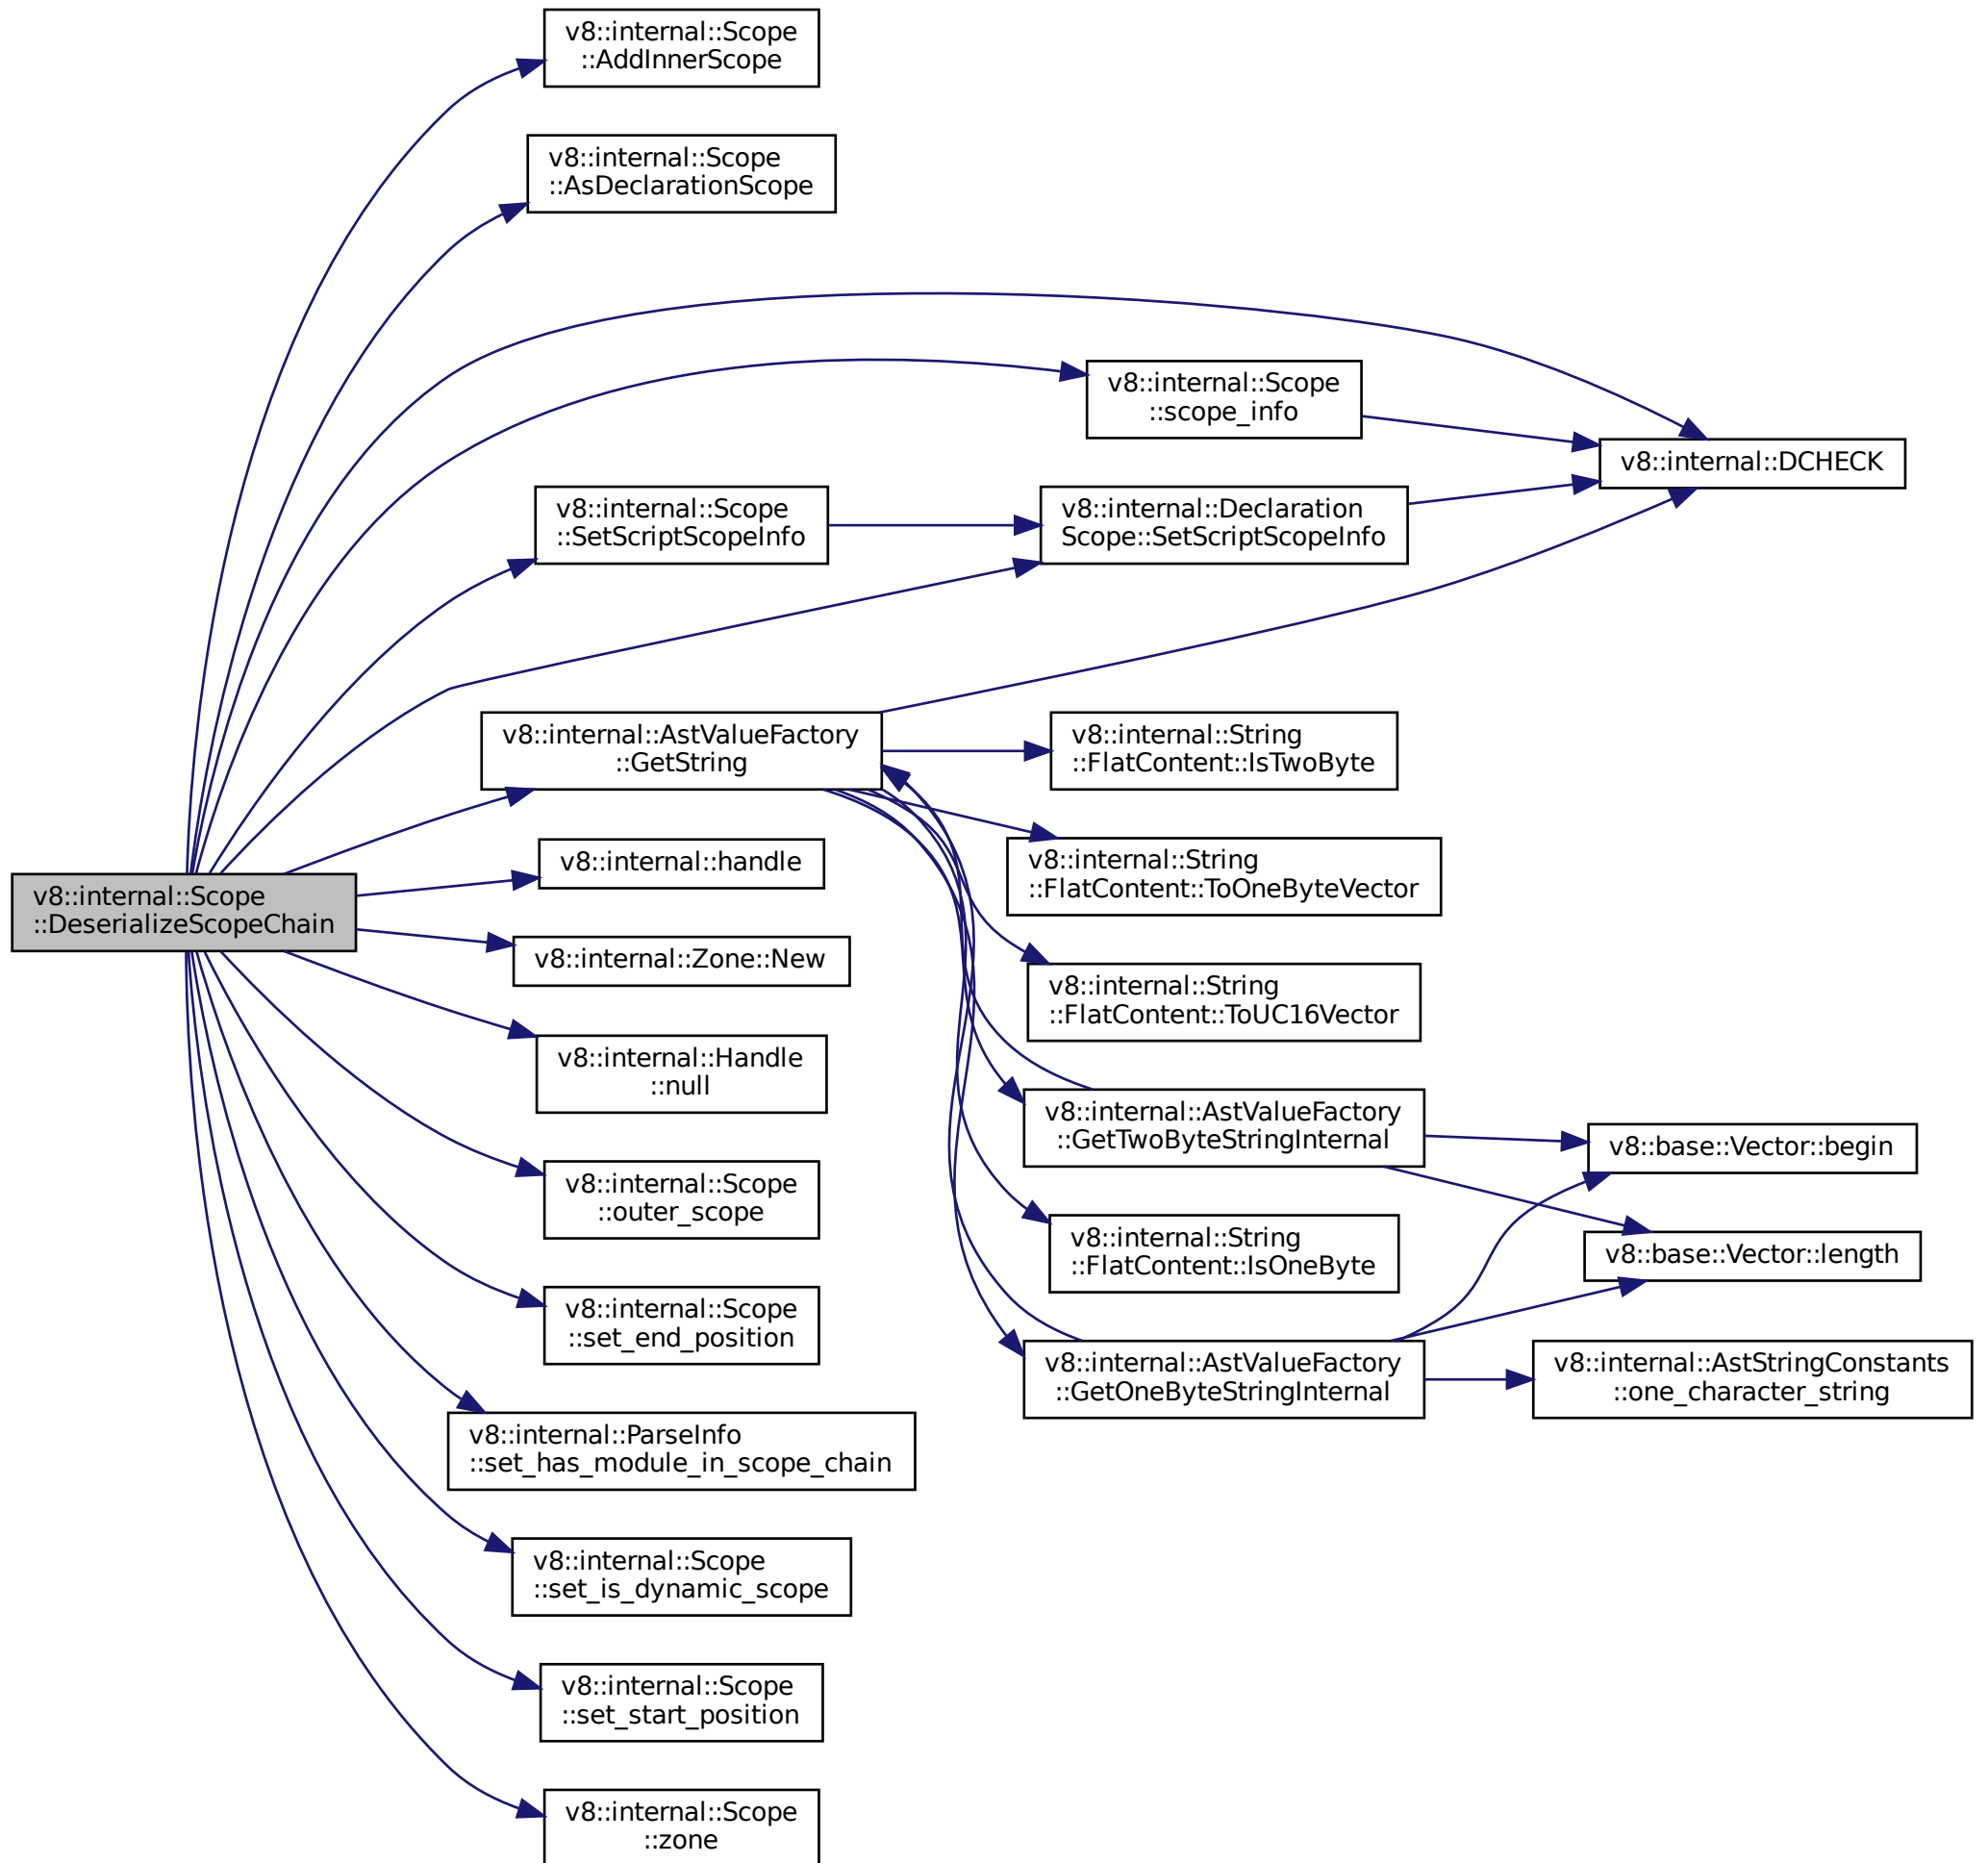 v8::internal::Scope
::AddInnerScope
v8::internal::Scope
::AsDeclarationScope
v8::internal::Scope
::scope_info
v8::internal::DCHECK
v8::internal::Scope
::SetScriptScopeInfo
v8::internal::Declaration
Scope::SetScriptScopeInfo
v8::internal::AstValueFactory
::GetString
v8::internal::String
::FlatContent::IsTwoByte
v8::internal::handle
v8::internal::String
::FlatContent::ToOneByteVector
v8::internal::Scope
::DeserializeScopeChain
v8::internal::Zone::New
v8::internal::String
::FlatContent::ToUC16Vector
v8::internal::Handle
::null
v8::internal::AstValueFactory
::GetTwoByteStringInternal
v8::base::Vector::begin
v8::internal::Scope
::outer_scope
v8::internal::String
::FlatContent::IsOneByte
v8::base::Vector::length
v8::internal::Scope
::set_end_position
v8::internal::AstValueFactory
::GetOneByteStringInternal
v8::internal::AstStringConstants
::one_character_string
v8::internal::ParseInfo
::set_has_module_in_scope_chain
v8::internal::Scope
::set_is_dynamic_scope
v8::internal::Scope
::set_start_position
v8::internal::Scope
::zone